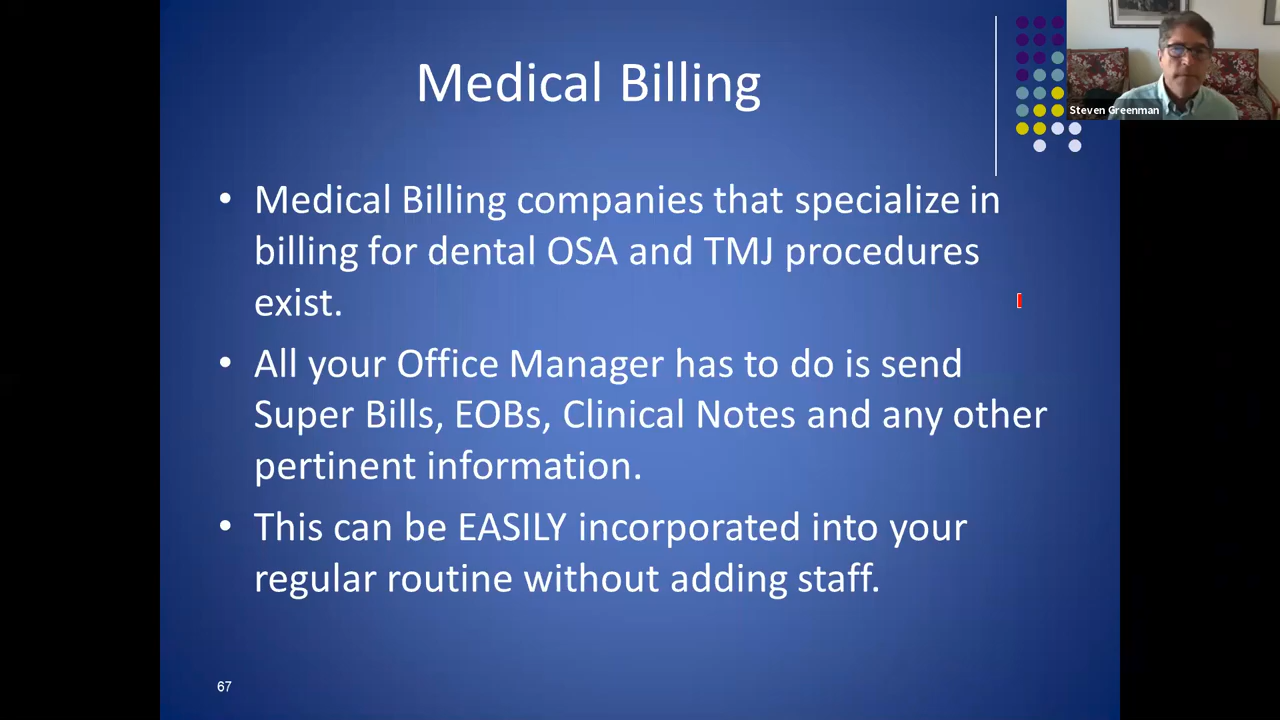 Medical Billing
Steven Greenman
• Medical Billing companies that specialize in
billing for dental OSA and TMJ procedures
exist.
• All your Office Manager has to do is send
Super Bills, EOBs, Clinical Notes and any other
pertinent information.
• This can be EASILY incorporated into your
regular routine without adding staff.
67